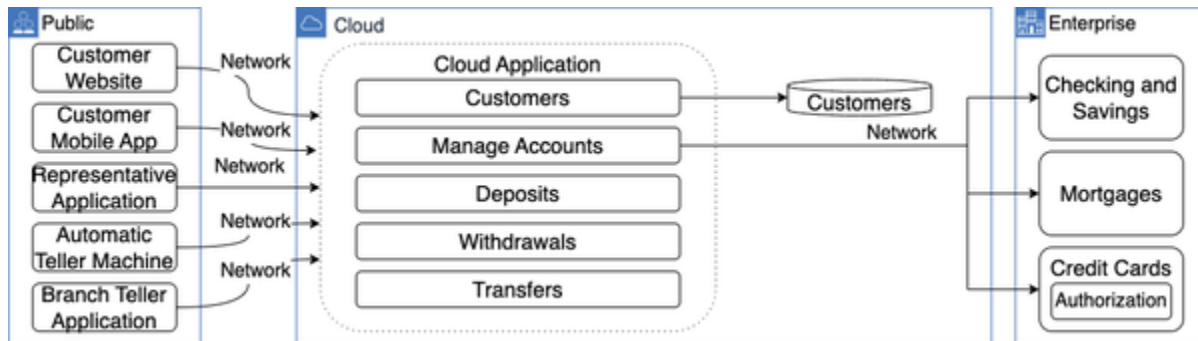 Public
Customer
Website
Customer
Mobile App
Representative
Application
Automatic
Teller Machine
Branch Teller
Application
Network
Network
Network
Network
Network
Cloud
Cloud Application
Customers
Manage Accounts
Deposits
Withdrawals
Transfers
Customers
Network
Enterprise
Checking and
Savings
Mortgages
Credit Cards
Authorization